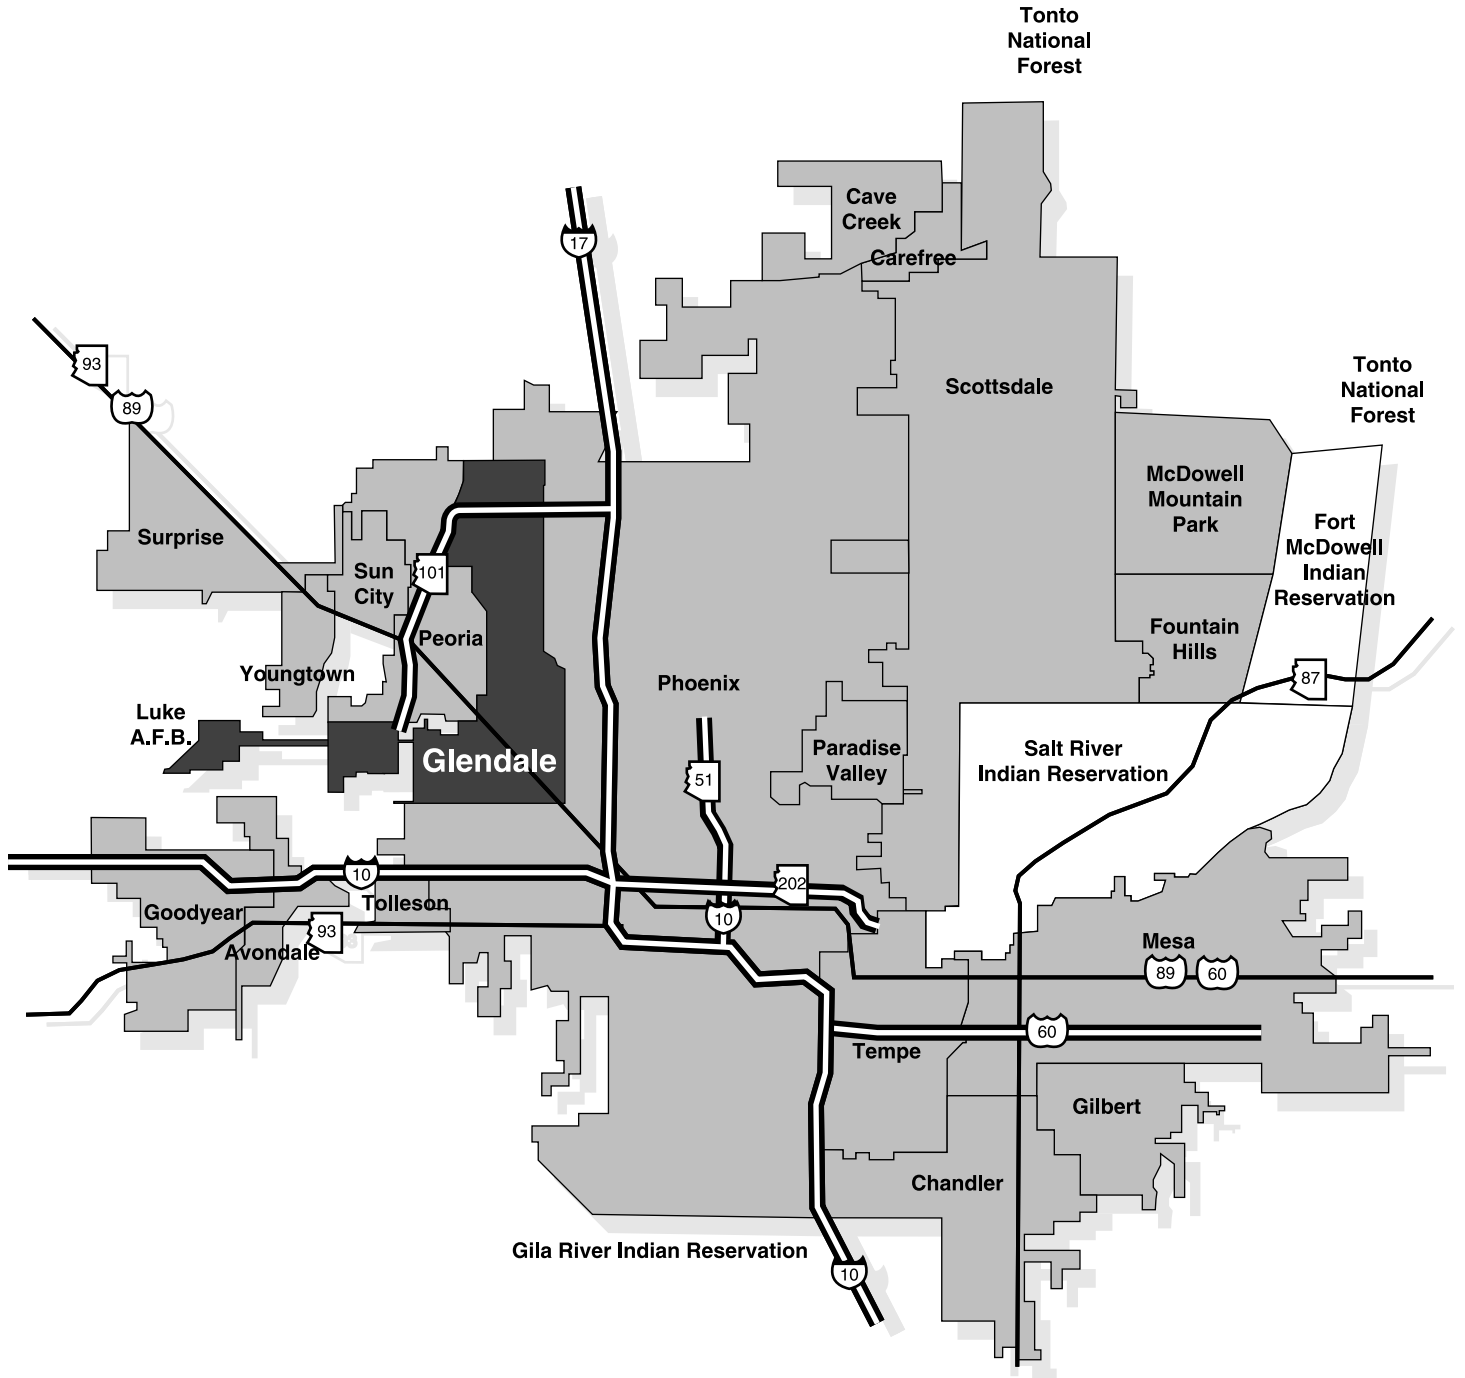 Tonto
National
Forest
Cave
Creek
Carefree
17
93
89
Scottsdale
Tonto
National
Forest
McDowell
Mountain
Park
Fort
McDowell
Indian
Reservation
Surprise
Sun
City
101
Peoria
Fountain
Hills
Youngtown
Phoenix
87
Luke
A.F.B.
Glendale
51
Paradise
Valley
Salt River
Indian Reservation
10
202
Goodyear
Tolleson
10
93
Avondale
Mesa
89
60
60
Tempe
Gilbert
Chandler
Gila River Indian Reservation
10